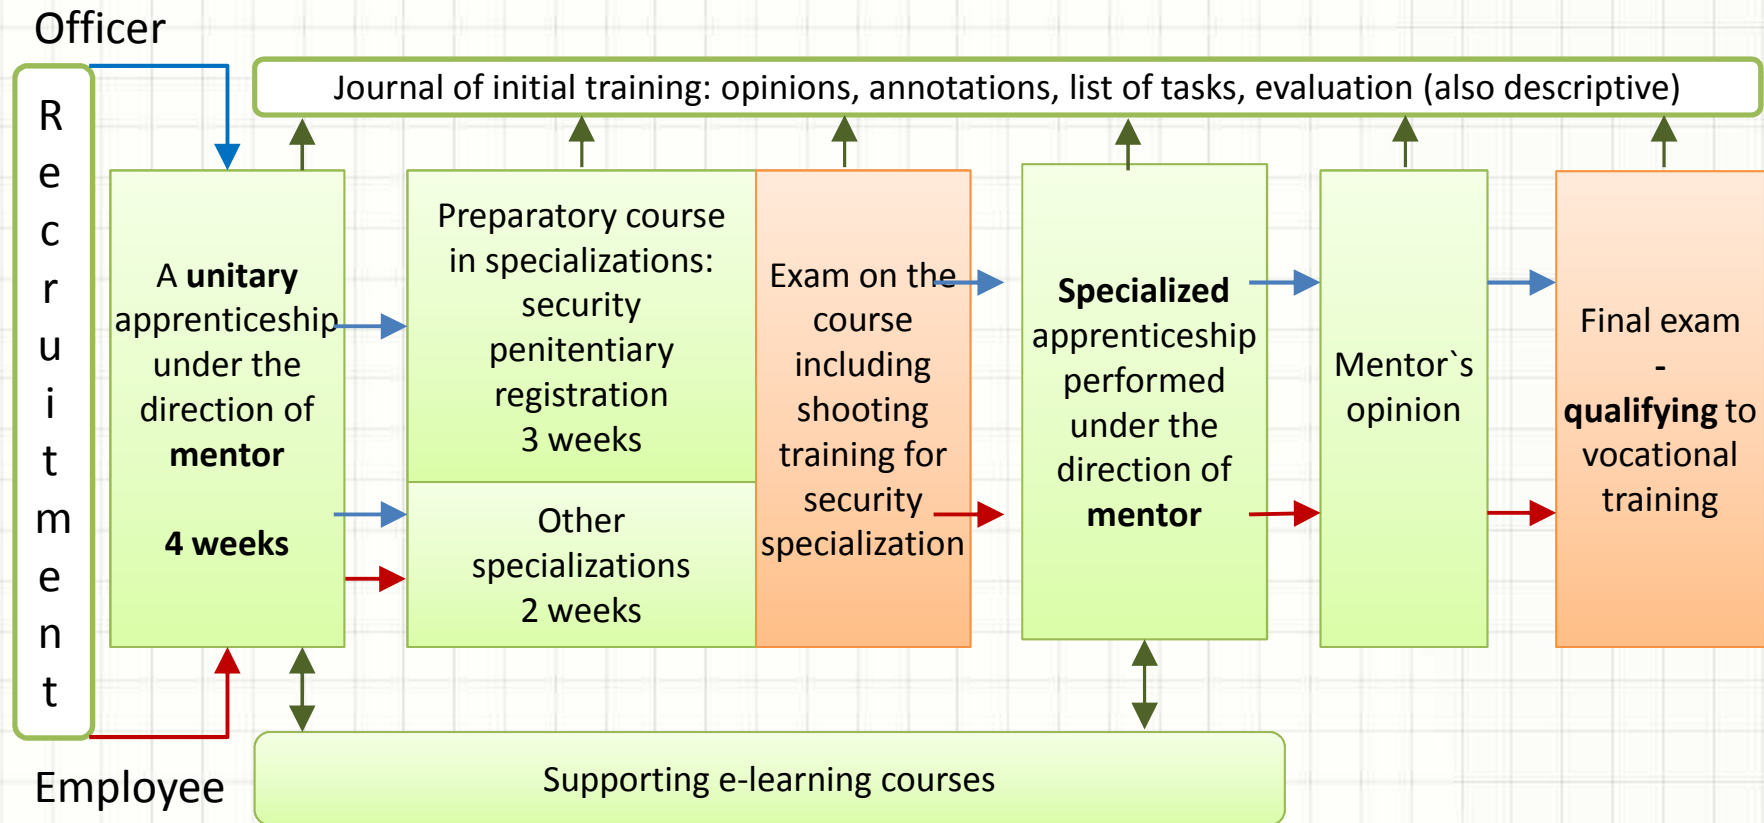 Officer
Recruitment
Journal of initial training: opinions, annotations, list of tasks, evaluation (also descriptive)
A unitary
apprenticeship
under the
direction of
mentor
4 weeks
Preparatory course
in specializations:
security
penitentiary
registration
3 weeks
Other
specializations
2 weeks
Exam on the
course
including
shooting
training for
security
specialization
Specialized
apprenticeship
performed
under the
direction of
mentor
Mentor`s
opinion
Final exam
-
qualifying to
vocational
training
Employee
Supporting e-learning courses